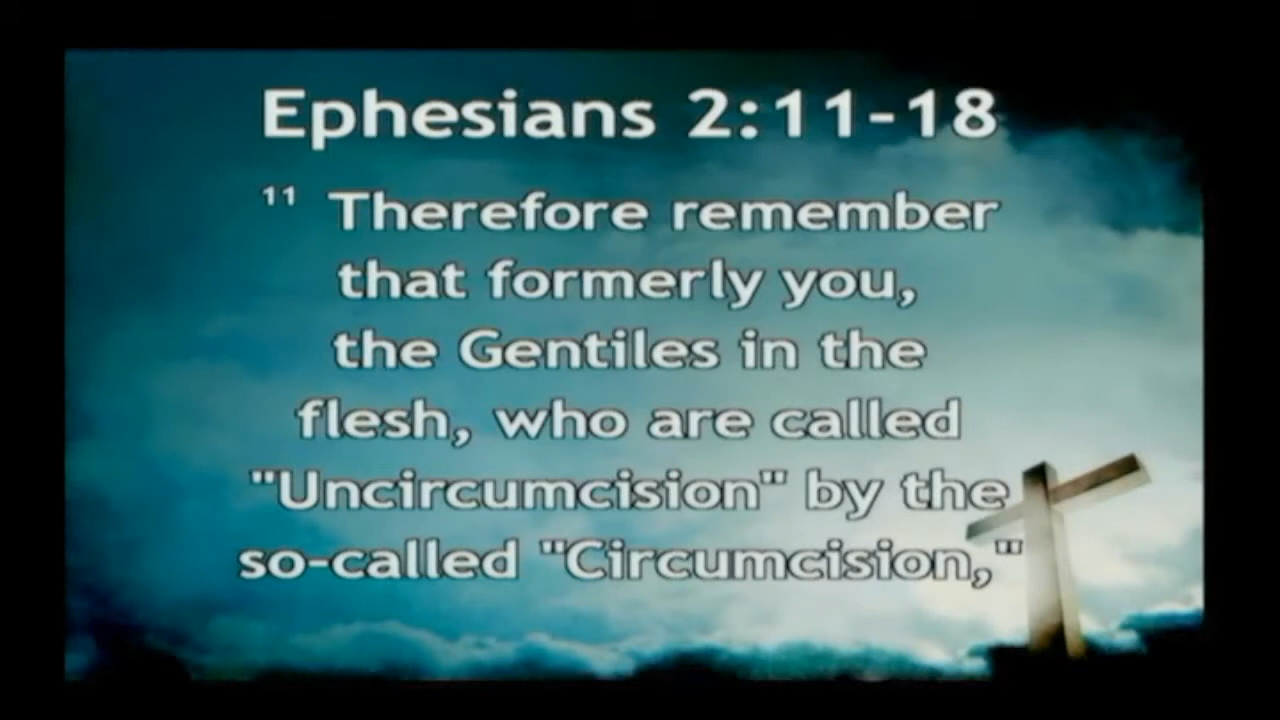 Ephesians 2:11-18
11 Therefore remember
that formerly you,
the Gentiles in the
flesh, who are called
"Uncircumcision" by the
so-called "Circumcision,"